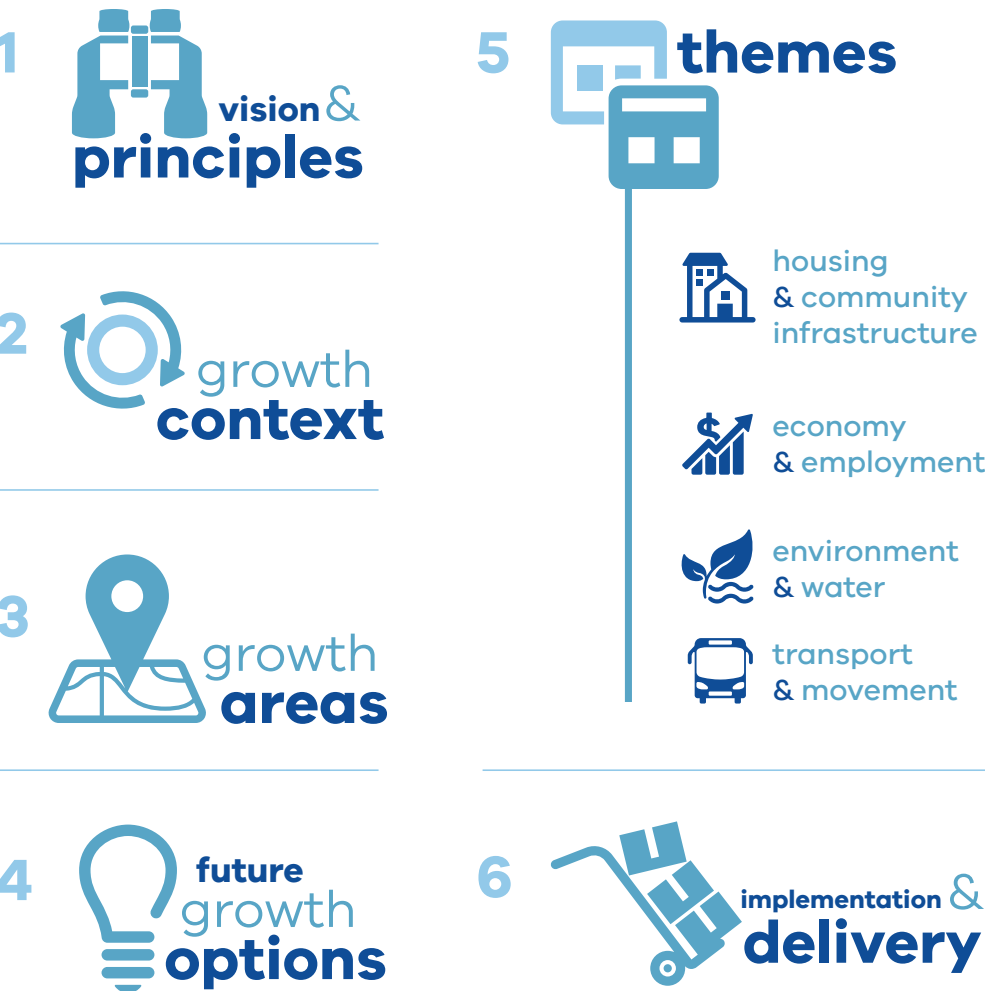 1
vision &
principles
2
growth
context
3
growth
areas
4
future
growth
options
5
themes
housing
& community
infrastructure
economy
& employment
environment
& water
transport
& movement
6
implementation &
delivery